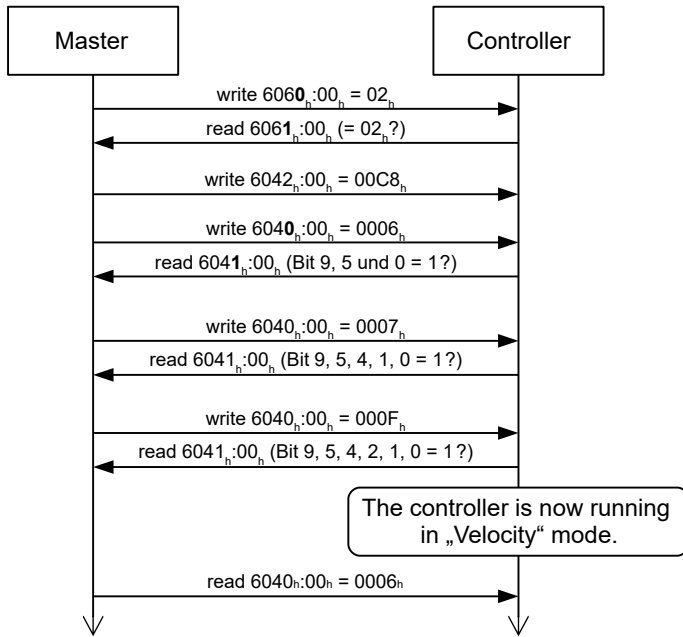 Master
Controller
write 6060ₕ:00ₕ = 02ₕ
read 6061ₕ:00ₕ (= 02ₕ?)
write 6042ₕ:00ₕ = 00C8ₕ
write 6040ₕ:00ₕ = 0006ₕ
read 6041ₕ:00ₕ (Bit 9, 5 und 0 = 1?)
write 6040ₕ:00ₕ = 0007ₕ
read 6041ₕ:00ₕ (Bit 9, 5, 4, 1, 0 = 1?)
write 6040ₕ:00ₕ = 000Fₕ
read 6041ₕ:00ₕ (Bit 9, 5, 4, 2, 1, 0 = 1?)
The controller is now running
in „Velocity“ mode.
read 6040ₕ:00ₕ = 0006ₕ